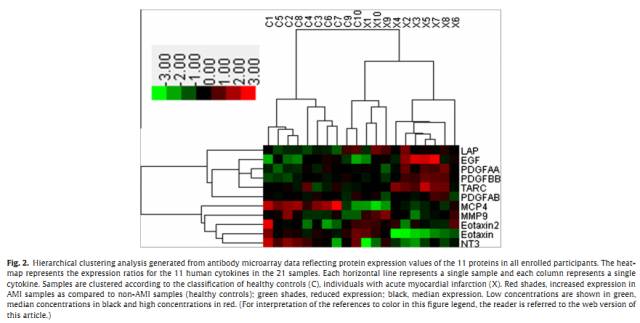 C1 C5 C2 C8 C4 C3 C6 C7 C9 C10 X1 X10 X9 X4 X2 X3 X5 X7 X8 X6
-3.00 -2.00 -1.00 0.00 1.00 2.00 3.00
LAP
EGF
PDGFAA
PDGFBB
TARC
PDGFAB
MCP4
MMP9
Eotaxin2
Eotaxin
NT3
Fig. 2. Hierarchical clustering analysis generated from antibody microarray data reflecting protein expression values of the 11 proteins in all enrolled participants. The heat-
map represents the expression ratios for the 11 human cytokines in the 21 samples. Each horizontal line represents a single sample and each column represents a single
cytokine. Samples are clustered according to the classification of healthy controls (C), individuals with acute myocardial infarction (X). Red shades, increased expression in
AMI samples as compared to non-AMI samples (healthy controls); green shades, reduced expression; black, median expression. Low concentrations are shown in green,
median concentrations in black and high concentrations in red. (For interpretation of the references to color in this figure legend, the reader is referred to the web version of
this article.)